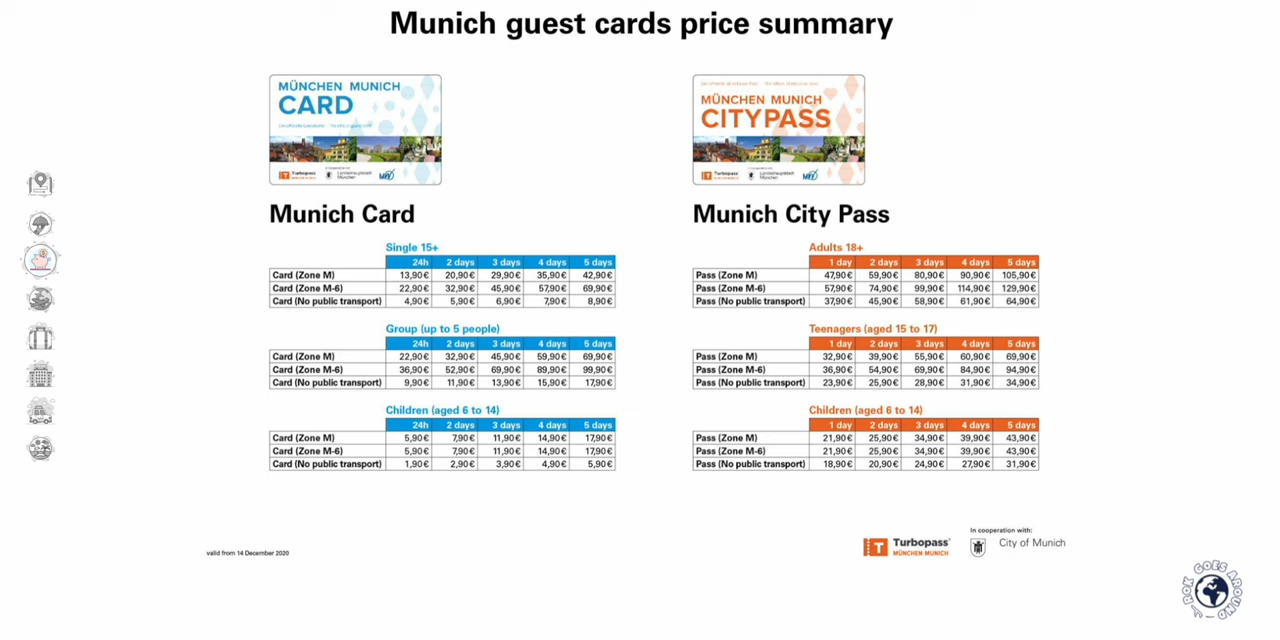 Munich guest cards price summary
MÜNCHEN MUNICH
CARD
Turbopass
MÜNCHEN MUNICH
Landeshauptstadt
München
MVV
MÜNCHEN MUNICH
CITYPASS
Turbopass
MÜNCHEN MUNICH
Landeshauptstadt
München
MVV
Munich Card
Single 15+
24h 2 days 3 days 4 days 5 days
Card (Zone M) 13,90€ 20,90€ 29,90€ 35,90€ 42,90€
Card (Zone M-6) 22,90€ 32,90€ 45,90€ 57,90€ 69,90€
Card (No public transport) 4,90€ 5,90€ 6,90€ 7,90€ 8,90€
Group (up to 5 people)
24h 2 days 3 days 4 days 5 days
Card (Zone M) 22,90€ 32,90€ 45,90€ 59,90€ 69,90€
Card (Zone M-6) 36,90€ 52,90€ 69,90€ 89,90€ 99,90€
Card (No public transport) 9,90€ 11,90€ 13,90€ 15,90€ 17,90€
Children (aged 6 to 14)
24h 2 days 3 days 4 days 5 days
Card (Zone M) 5,90€ 7,90€ 11,90€ 14,90€ 17,90€
Card (Zone M-6) 5,90€ 7,90€ 11,90€ 14,90€ 17,90€
Card (No public transport) 1,90€ 2,90€ 3,90€ 4,90€ 5,90€
Munich City Pass
Adults 18+
1 day 2 days 3 days 4 days 5 days
Pass (Zone M) 47,90€ 59,90€ 80,90€ 90,90€ 105,90€
Pass (Zone M-6) 57,90€ 74,90€ 99,90€ 114,90€ 129,90€
Pass (No public transport) 37,90€ 45,90€ 58,90€ 61,90€ 64,90€
Teenagers (aged 15 to 17)
1 day 2 days 3 days 4 days 5 days
Pass (Zone M) 32,90€ 39,90€ 55,90€ 60,90€ 69,90€
Pass (Zone M-6) 36,90€ 54,90€ 69,90€ 84,90€ 94,90€
Pass (No public transport) 23,90€ 25,90€ 28,90€ 31,90€ 34,90€
Children (aged 6 to 14)
1 day 2 days 3 days 4 days 5 days
Pass (Zone M) 21,90€ 25,90€ 34,90€ 39,90€ 43,90€
Pass (Zone M-6) 21,90€ 25,90€ 34,90€ 39,90€ 43,90€
Pass (No public transport) 18,90€ 20,90€ 24,90€ 27,90€ 31,90€
valid from 14 December 2020
Turbopass
MÜNCHEN MUNICH
In cooperation with:
City of Munich
ROK GOES AROUND